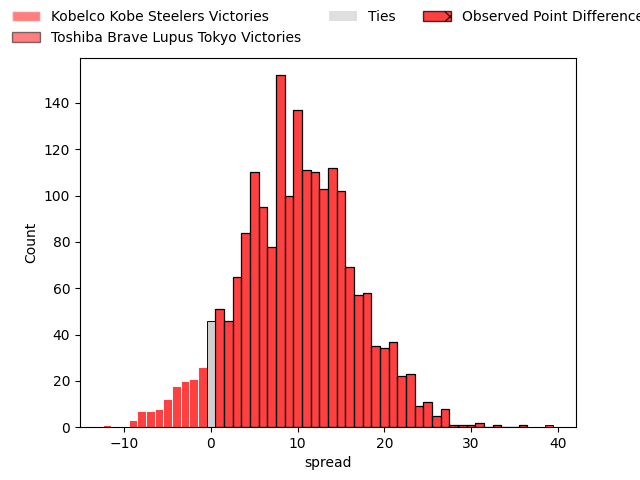 Kobelco Kobe Steelers Victories
Toshiba Brave Lupus Tokyo Victories
Ties
Observed Point Difference
Count
140
120
100
80
60
40
20
0
−10
0
10
20
30
40
spread